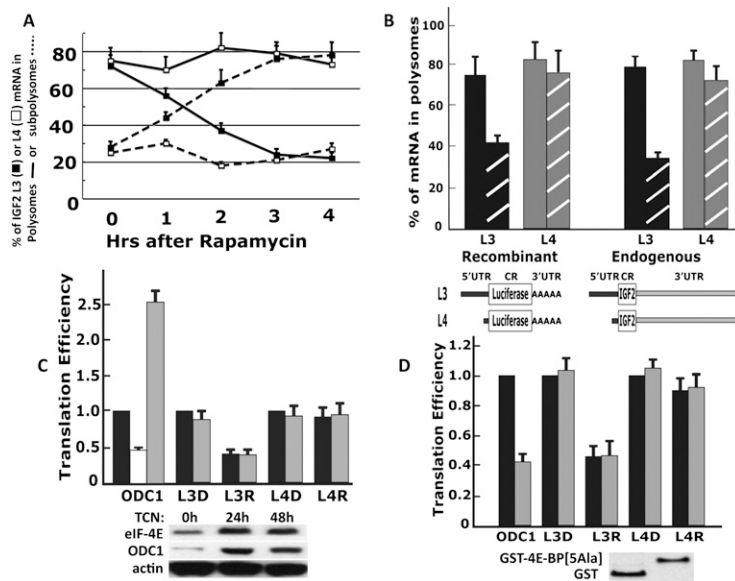 A
% of IGF2 L3 (■) or L4 (□) mRNA in
Polysomes — or subpolysomes .....
80
60
40
20
0 1 2 3 4
Hrs after Rapamycin
B
% of mRNA in polysomes
100
80
60
40
20
0
L3 L4 L3 L4
Recombinant Endogenous
5'UTR CR 3'UTR 5'UTR CR 3'UTR
L3 Luciferase AAAAA IGF2
L4 Luciferase AAAAA IGF2
C
Translation Efficiency
2.5
2.0
1.5
1.0
0.5
ODC1 L3D L3R L4D L4R
TCN: 0h 24h 48h
eIF-4E
ODC1
actin
D
Translation Efficiency
1.2
1.0
0.8
0.6
0.4
0.2
ODC1 L3D L3R L4D L4R
GST-4E-BP[5Ala]
GST